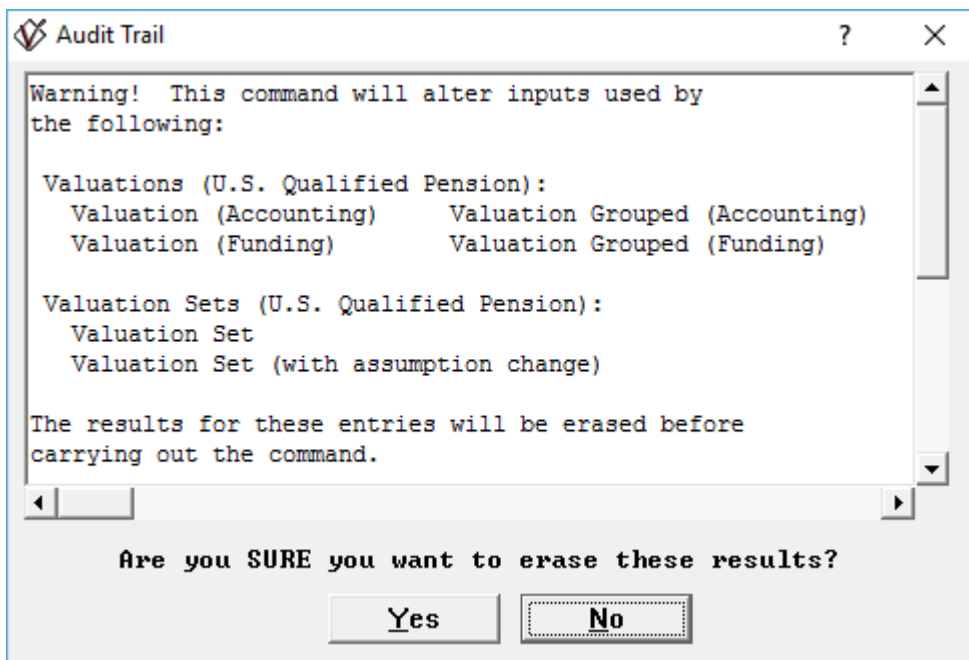 Audit Trail ?
Warning!  This command will alter inputs used by
the following:
Valuations (U.S. Qualified Pension):
Valuation (Accounting)     Valuation Grouped (Accounting)
Valuation (Funding)        Valuation Grouped (Funding)
Valuation Sets (U.S. Qualified Pension):
Valuation Set
Valuation Set (with assumption change)
The results for these entries will be erased before
carrying out the command.
Are you SURE you want to erase these results?
Yes No